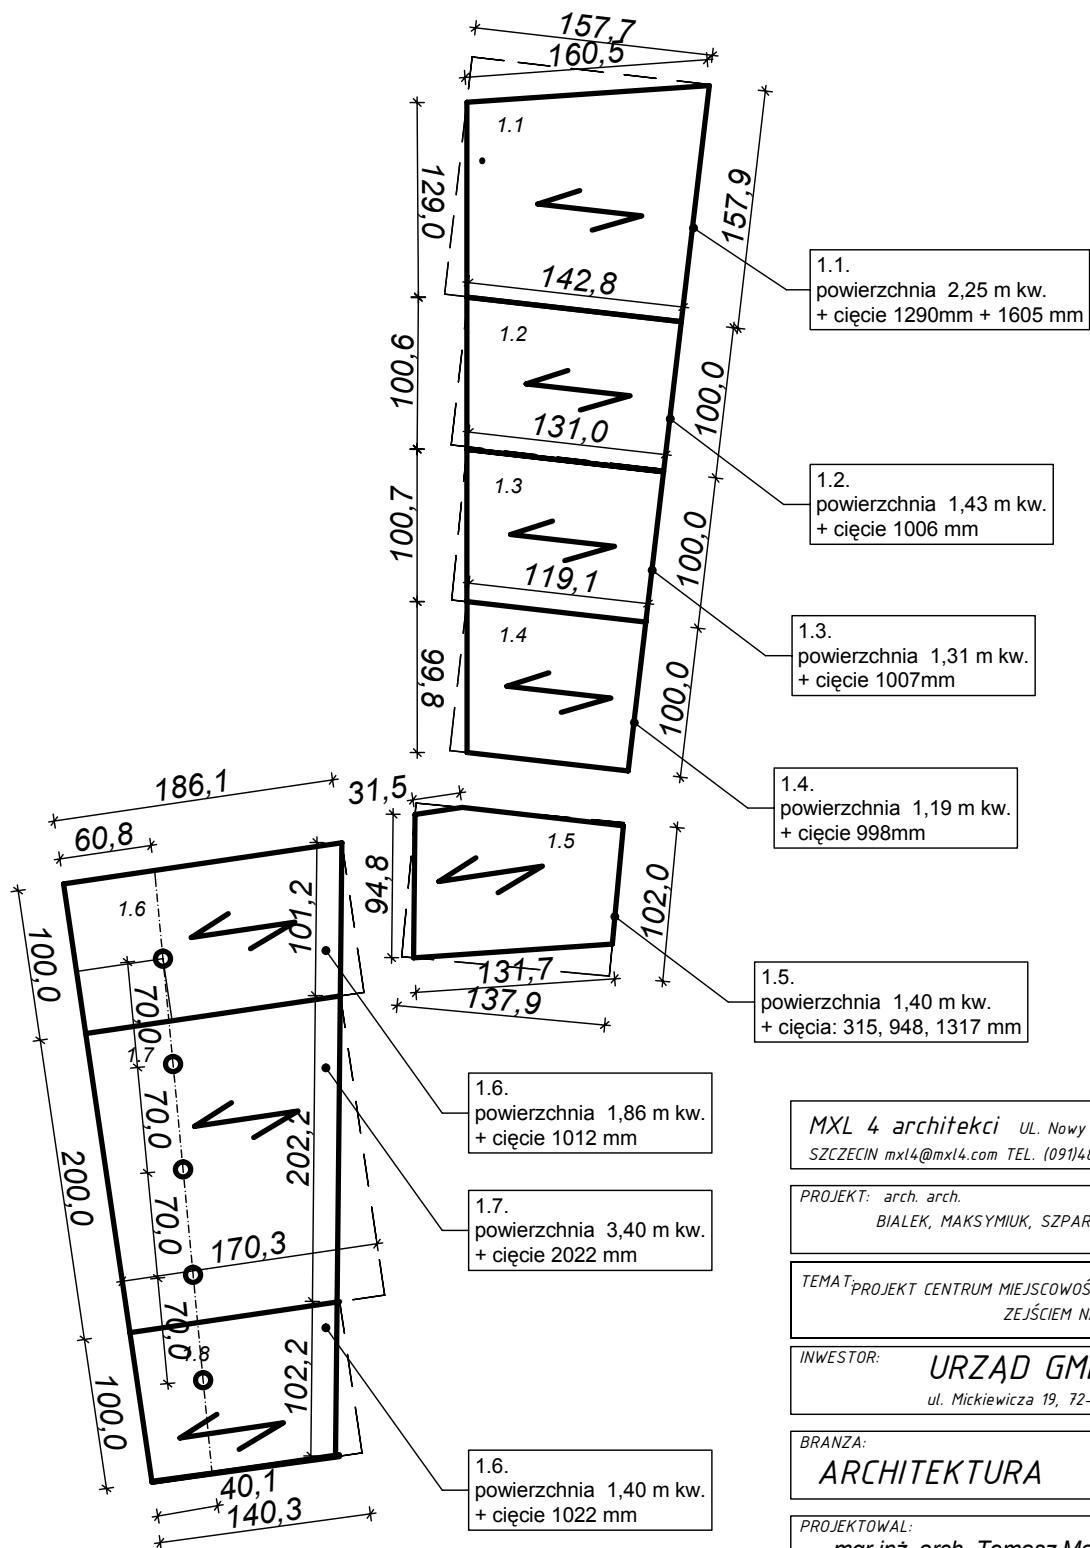 157,7
160,5
1.1
129,0
157,9
142,8
1.1.
powierzchnia 2,25 m kw.
+ cięcie 1290mm + 1605 mm
1.2
100,6
100,0
131,0
1.2.
powierzchnia 1,43 m kw.
+ cięcie 1006 mm
1.3
100,7
100,0
119,1
1.3.
powierzchnia 1,31 m kw.
+ cięcie 1007mm
1.4
99,8
100,0
1.4.
powierzchnia 1,19 m kw.
+ cięcie 998mm
186,1
31,5
60,8
1.5
94,8
102,0
101,2
1.6
100,0
131,7
137,9
1.5.
powierzchnia 1,40 m kw.
+ cięcia: 315, 948, 1317 mm
70,0
1.7
70,0
202,2
200,0
70,0
170,3
70,0
1.8
102,2
100,0
40,1
140,3
1.6.
powierzchnia 1,86 m kw.
+ cięcie 1012 mm
1.7.
powierzchnia 3,40 m kw.
+ cięcie 2022 mm
1.6.
powierzchnia 1,40 m kw.
+ cięcie 1022 mm
MXL 4 architekci UL. Nowy
SZCZECIN mxl4@mxl4.com TEL. (091)4
PROJEKT: arch. arch.
BIALEK, MAKSYMIUK, SZPAR
TEMAT: PROJEKT CENTRUM MIEJSCOWOŚ
ZEJŚCIEM N
INWESTOR: URZĄD GM
ul. Mickiewicza 19, 72-
BRANZA:
ARCHITEKTURA
PROJEKTOWAL:
mgr inż. arch. Tomasz